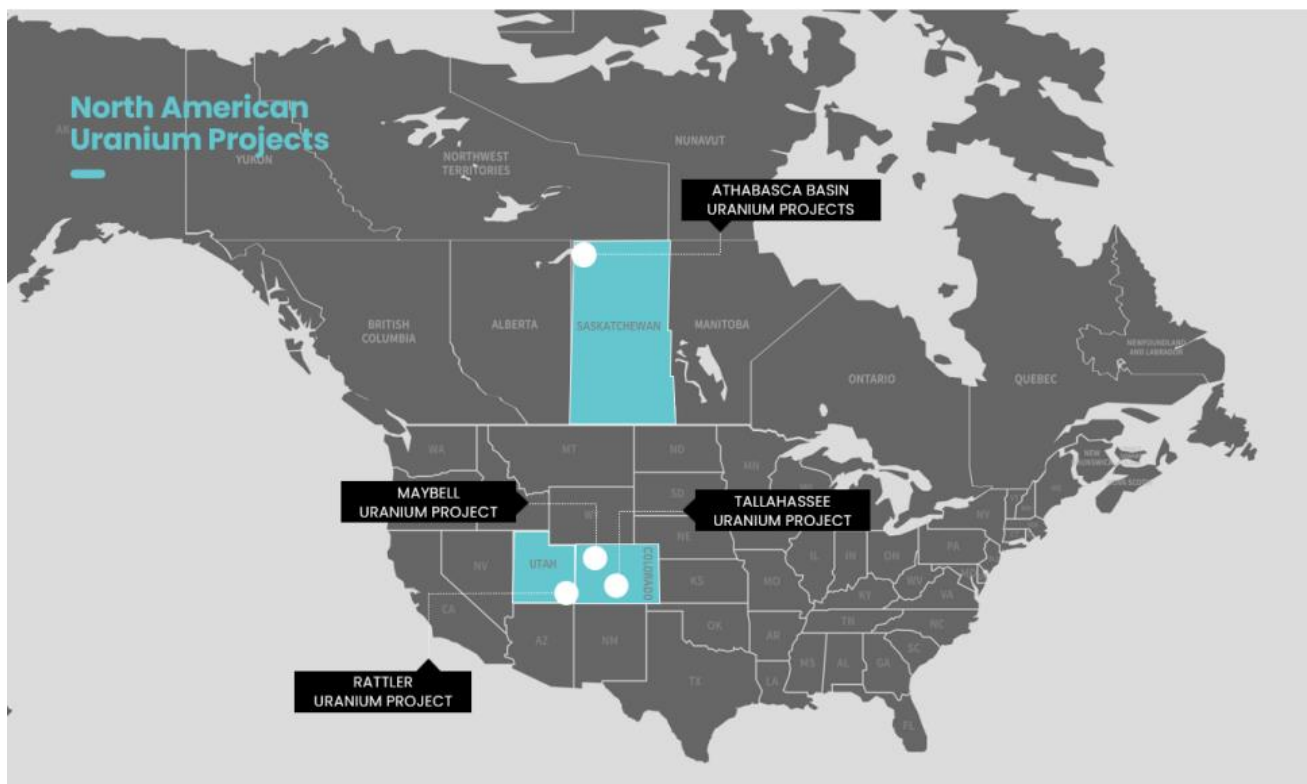 North American
Uranium Projects
YUKON
NORTHWEST
TERRITORIES
NUNAVUT
ATHABASCA BASIN
URANIUM PROJECTS
BRITISH
COLUMBIA
ALBERTA
SASKATCHEWAN
MANITOBA
ONTARIO
QUEBEC
NEWFOUNDLAND
AND LABRADOR
WA
MT
ND
MN
SD
MAYBELL
URANIUM PROJECT
TALLAHASSEE
URANIUM PROJECT
NEW
NY
PA
NE
IL
IN
OH
NV
UTAH
COLORADO
KS
MO
WV
VA
KY
CA
AZ
NM
OK
AR
TN
NC
SC
MS
AL
GA
TX
LA
FL
RATTLER
URANIUM PROJECT